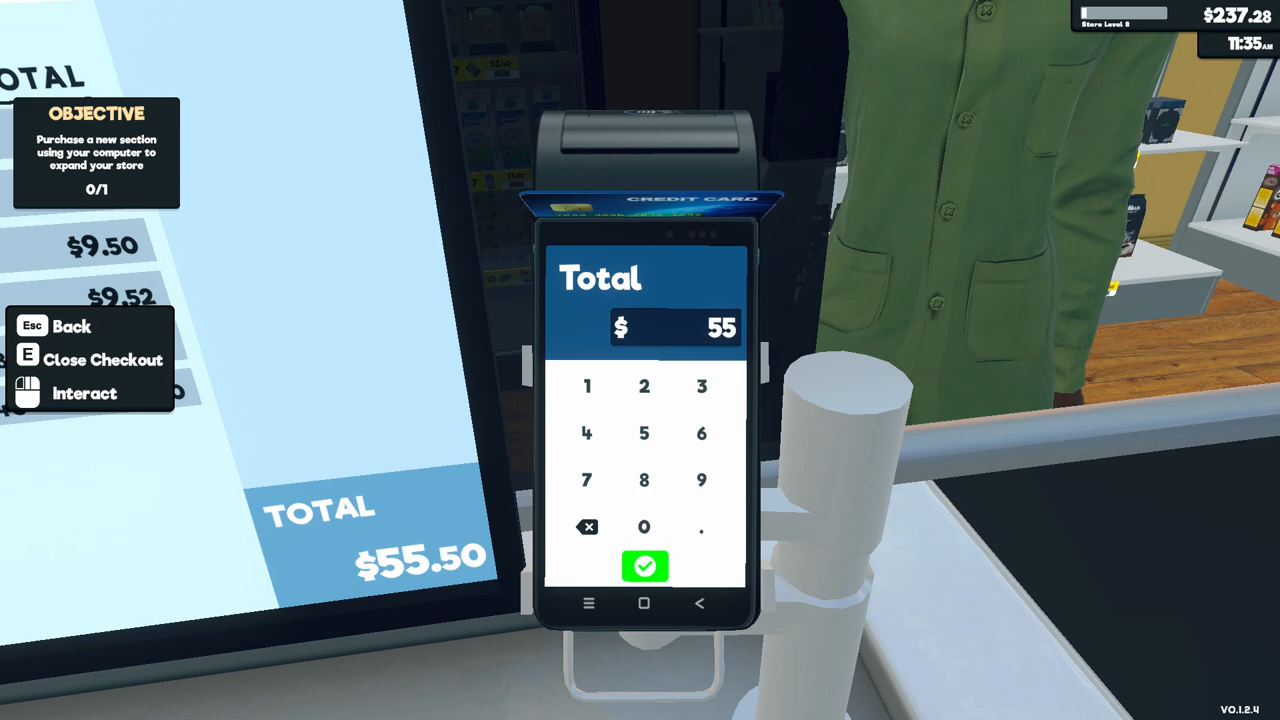 OTAL
OBJECTIVE
Purchase a new section
using your computer to
expand your store
0/1
$9.50
$9.52
Esc Back
E Close Checkout
Interact
TOTAL
$55.50
CREDIT CARD
Total
$ 55
1 2 3
4 5 6
7 8 9
0 .
Store Level 8
$237.28
11:35AM
V0.1.2.4